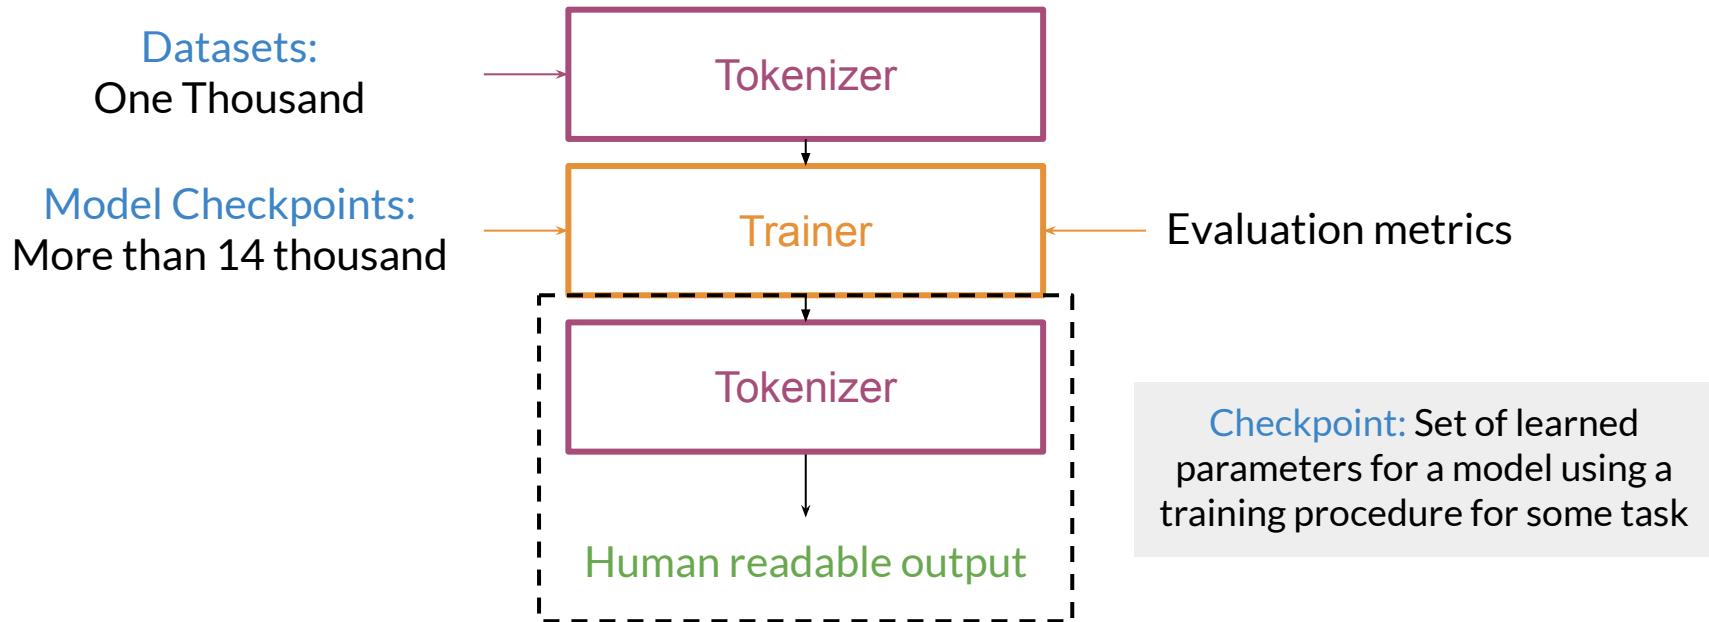 Datasets:
One Thousand
Tokenizer
Model Checkpoints:
More than 14 thousand
Trainer
Evaluation metrics
Tokenizer
Checkpoint: Set of learned
parameters for a model using a
training procedure for some task
Human readable output